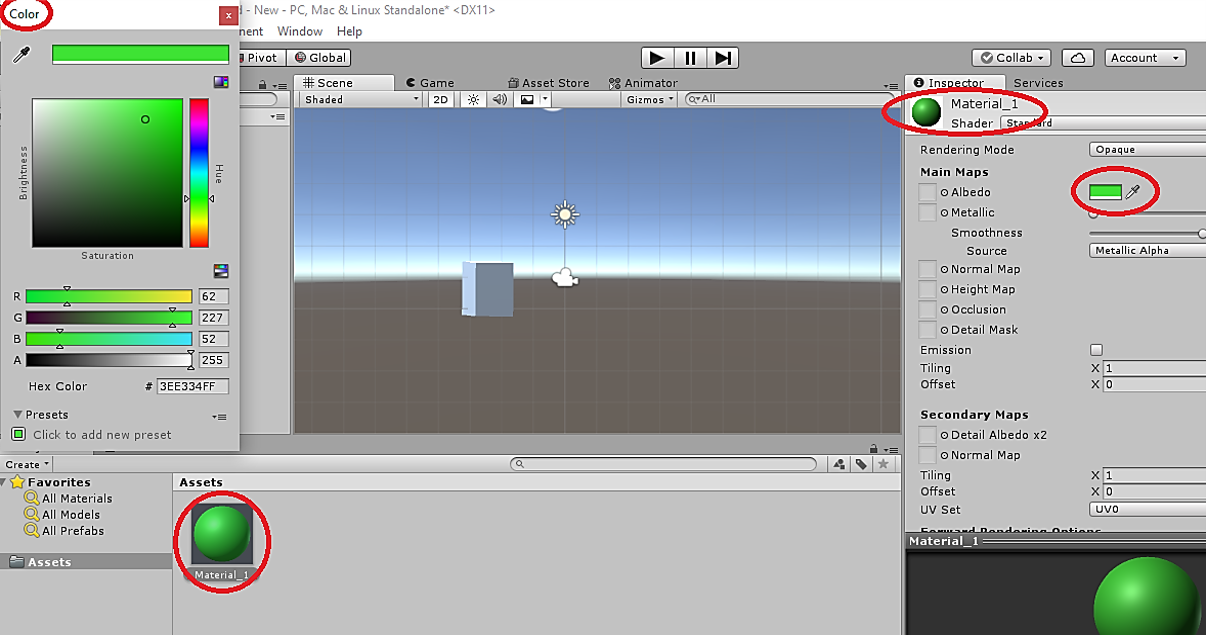 Color
x
d - New - PC, Mac & Linux Standalone* <DX11>
nent Window Help
Pivot Global
Collab
Account
Scene
Game
Asset Store
Animator
Inspector
Services
Shaded
2D
Gizmos
All
Material_1
Shader Standard
Rendering Mode Opaque
Main Maps
Albedo
Metallic
Smoothness
Source Metallic Alpha
Normal Map
Height Map
Occlusion
Detail Mask
Emission
Tiling X 1
Offset X 0
Secondary Maps
Detail Albedo x2
Normal Map
Tiling X 1
Offset X 0
UV Set UV0
Forward Rendering Options
Material_1
Brightness
Hue
Saturation
R 62
G 227
B 52
A 255
Hex Color # 3EE334FF
Presets
Click to add new preset
Create
Favorites
All Materials
All Models
All Prefabs
Assets
Assets
Material_1